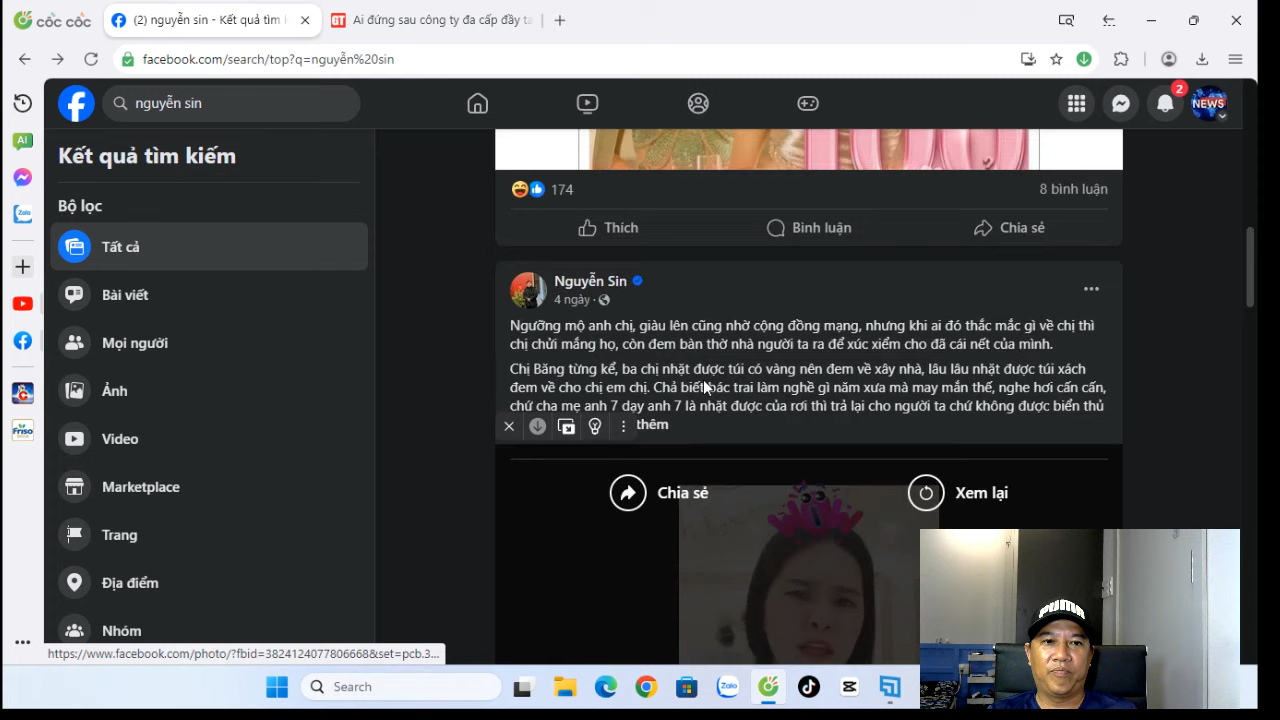 cốc cốc
(2) nguyễn sin - Kết quả tìm
GT
Ai đứng sau công ty đa cấp đầy ta
facebook.com/search/top?q=nguyễn%20sin
nguyễn sin
2
NEWS
AI
Zalo
Friso
Kết quả tìm kiếm
Bộ lọc
Tất cả
Bài viết
Mọi người
Ảnh
Video
Marketplace
Trang
Địa điểm
Nhóm
174
8 bình luận
Thích
Bình luận
Chia sẻ
Nguyễn Sin
4 ngày ·
Ngưỡng mộ anh chị, giàu lên cũng nhờ cộng đồng mạng, nhưng khi ai đó thắc mắc gì về chị thì
chị chửi mắng họ, còn đem bàn thờ nhà người ta ra để xúc xiểm cho đã cái nết của mình.
Chị Băng từng kể, ba chị nhặt được túi có vàng nên đem về xây nhà, lâu lâu nhặt được túi xách
đem về cho chị em chị. Chả biết bác trai làm nghề gì năm xưa mà may mắn thế, nghe hơi cấn cấn,
chứ cha mẹ anh 7 dạy anh 7 là nhặt được của rơi thì trả lại cho người ta chứ không được biển thủ
thêm
Chia sẻ
Xem lại
https://www.facebook.com/photo/?fbid=3824124077806668&set=pcb.3...
Search
Zalo
PUMA